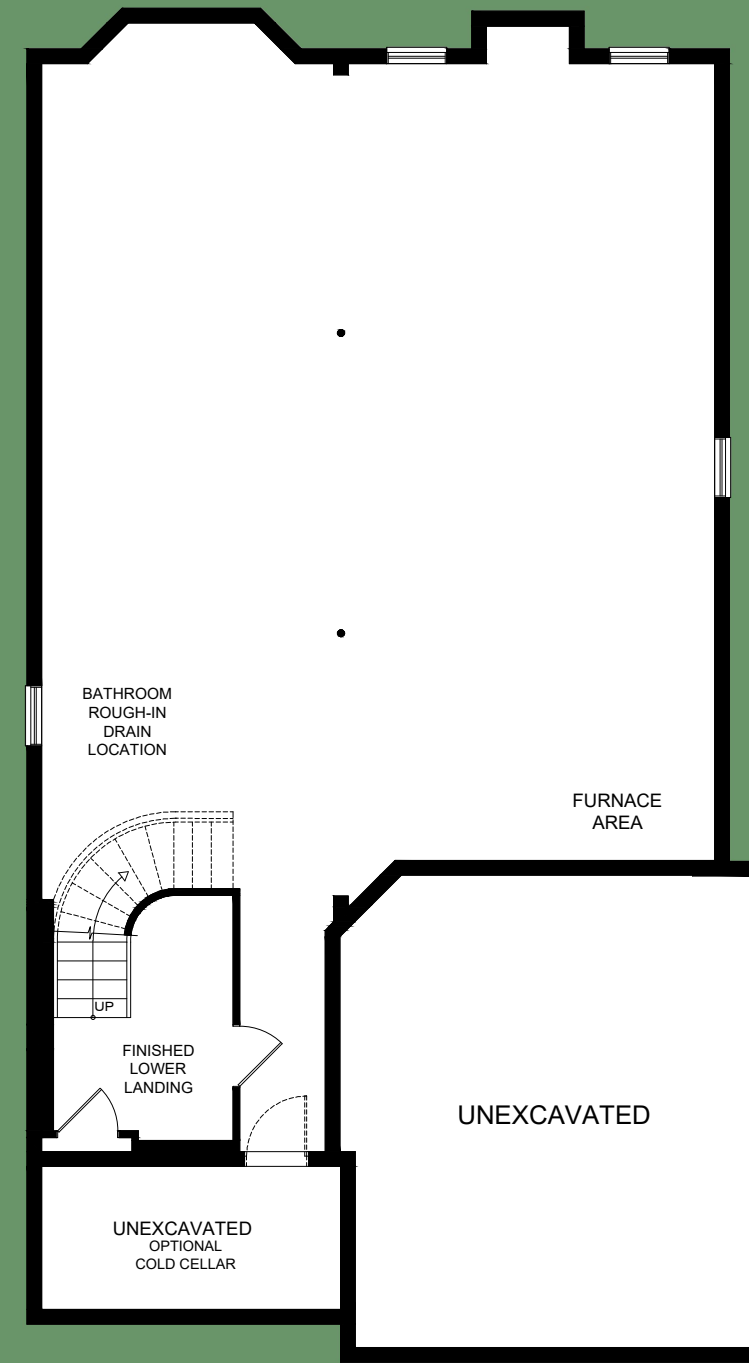 BATHROOM
ROUGH-IN
DRAIN
LOCATION
FURNACE
AREA
UP
FINISHED
LOWER
LANDING
UNEXCAVATED
UNEXCAVATED
OPTIONAL
COLD CELLAR